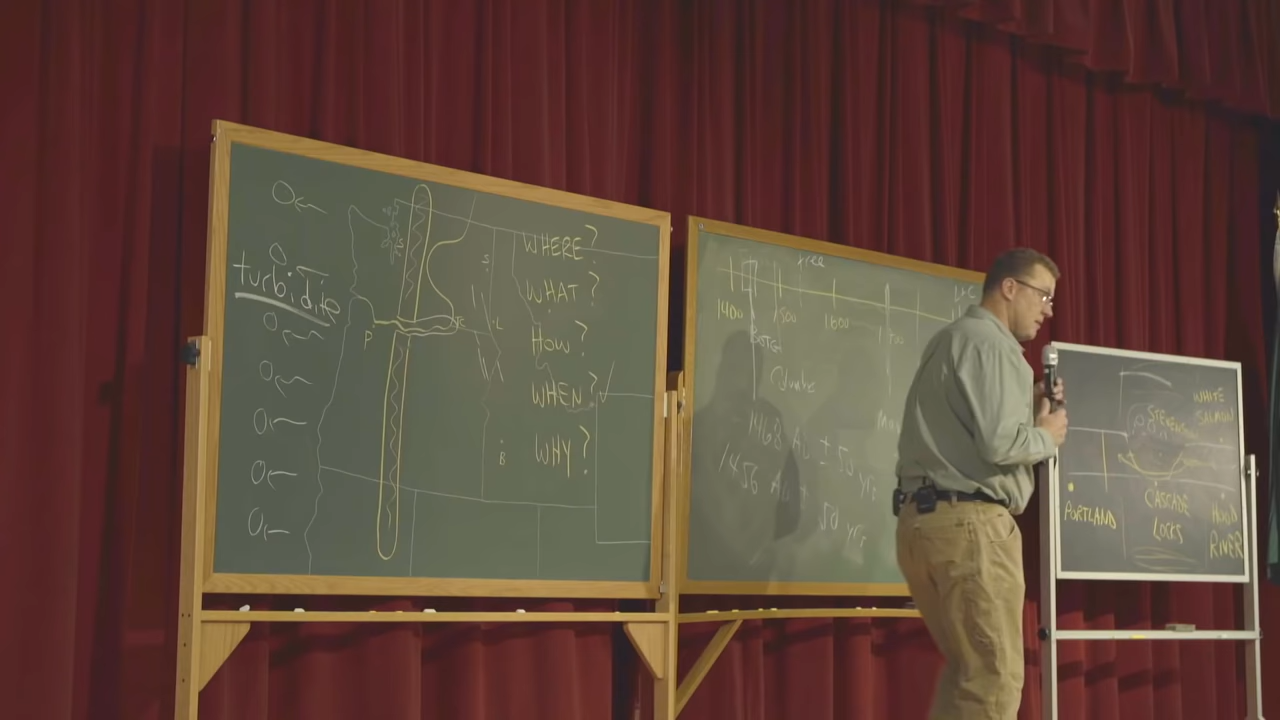 turbidite
P
S
L
B
WHERE?
WHAT?
HOW?
WHEN?
WHY?
tree
1400
1500
1600
1700
1468 AD ± 50 yrs
1456 AD ± 50 yrs
WHITE
SALMON
STEVENSON
PORTLAND
CASCADE
LOCKS
HOOD
RIVER